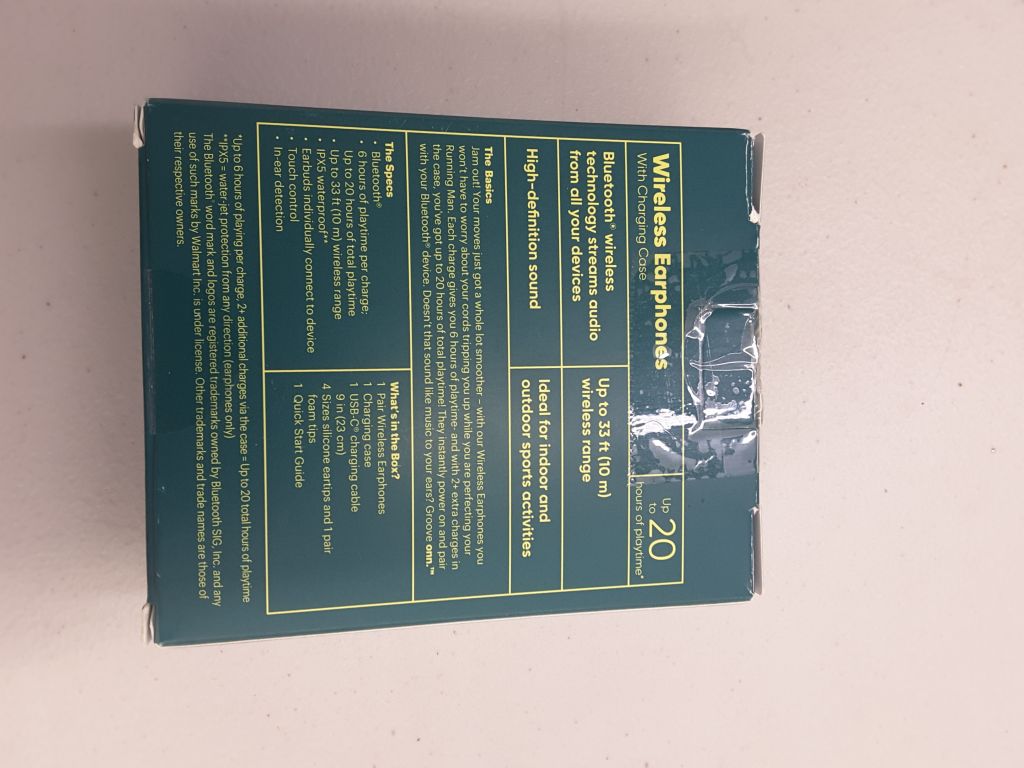 Wireless Earphones
With Charging Case
Up
to 20
hours of playtime*
Bluetooth® wireless
technology streams audio
from all your devices
Up to 33 ft (10 m)
wireless range
High-definition sound
Ideal for indoor and
outdoor sports activities
The Basics
Jam out! Your moves just got a whole lot smoother - with our Wireless Earphones you
won't have to worry about your cords tripping you up while you are perfecting your
Running Man. Each charge gives you 6 hours of playtime- and with 2+ extra charges in
the case, you've got up to 20 hours of total playtime! They instantly power on and pair
with your Bluetooth® device. Doesn't that sound like music to your ears? Groove onn.™
The Specs
• Bluetooth®
• 6 hours of playtime per charge;
Up to 20 hours of total playtime
• Up to 33 ft (10 m) wireless range
• IPX5 waterproof**
• Earbuds individually connect to device
• Touch control
• In-ear detection
What's in the Box?
1 Pair Wireless Earphones
1 Charging case
1 USB-C® charging cable
9 in (23 cm)
4 Sizes silicone eartips and 1 pair
foam tips
1 Quick Start Guide
*Up to 6 hours of playing per charge, 2+ additional charges via the case = Up to 20 total hours of playtime
**IPX5 = water-jet protection from any direction (earphones only)
The Bluetooth® word mark and logos are registered trademarks owned by Bluetooth SIG, Inc. and any
use of such marks by Walmart Inc. is under license. Other trademarks and trade names are those of
their respective owners.